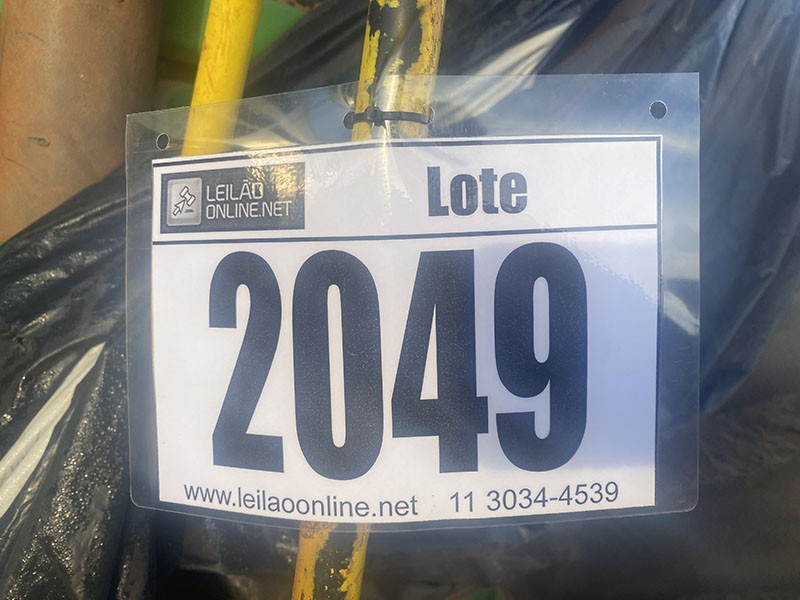 LEILÃO
ONLINE.NET
Lote
2049
www.leilaoonline.net 11 3034-4539